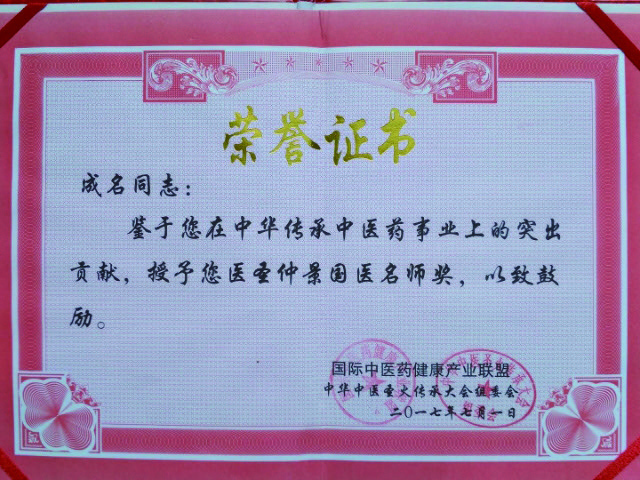 荣誉证书
成名同志：
鉴于您在中华传承中医药事业上的突出
贡献，授予您医圣仲景国医名师奖，以致鼓
励。
国际中医药健康产业联盟
中华中医圣火传承大会组委会
二〇一七年七月一日